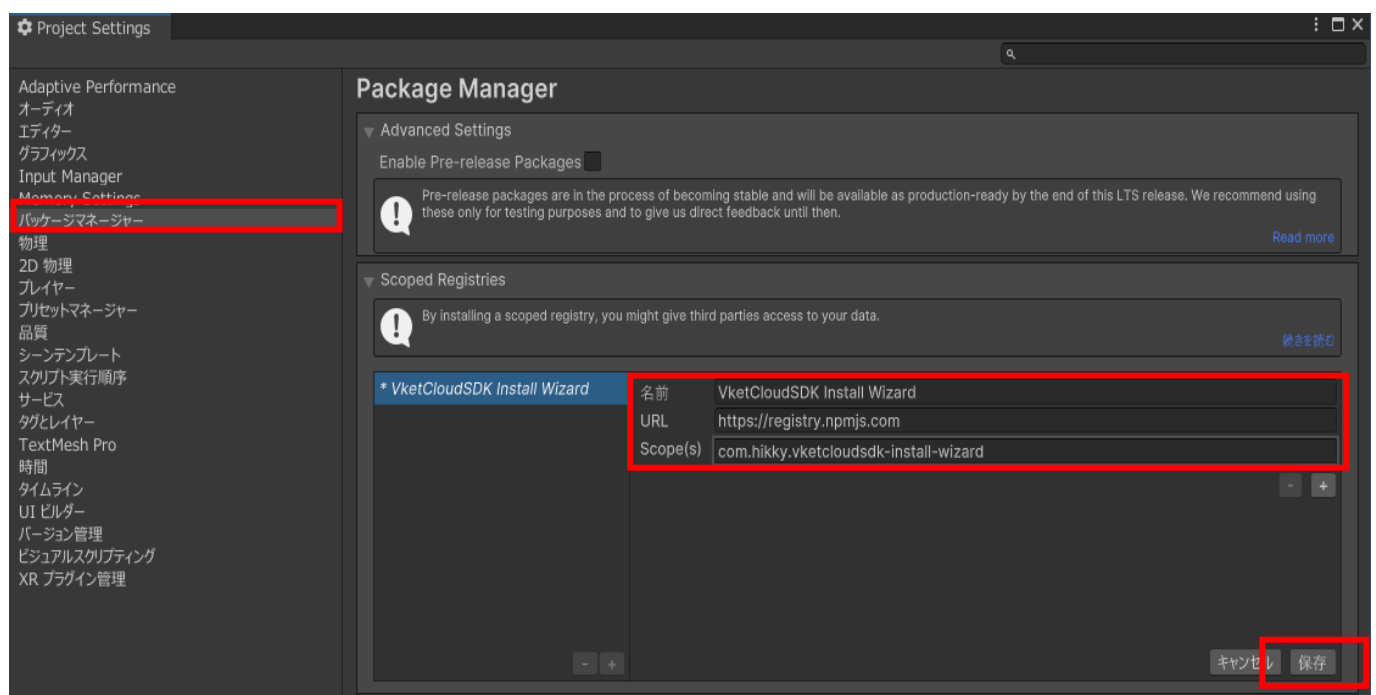 Project Settings
Adaptive Performance
オーディオ
エディター
グラフィックス
Input Manager
Memory Settings
パッケージマネージャー
物理
2D 物理
プレイヤー
プリセットマネージャー
品質
シーンテンプレート
スクリプト実行順序
サービス
タグとレイヤー
TextMesh Pro
時間
タイムライン
UI ビルダー
バージョン管理
ビジュアルスクリプティング
XR プラグイン管理
Package Manager
Advanced Settings
Enable Pre-release Packages
Pre-release packages are in the process of becoming stable and will be available as production-ready by the end of this LTS release. We recommend using
these only for testing purposes and to give us direct feedback until then.
Read more
Scoped Registries
By installing a scoped registry, you might give third parties access to your data.
続きを読む
* VketCloudSDK Install Wizard
名前 VketCloudSDK Install Wizard
URL https://registry.npmjs.com
Scope(s) com.hikky.vketcloudsdk-install-wizard
- +
- +
キャンセル 保存